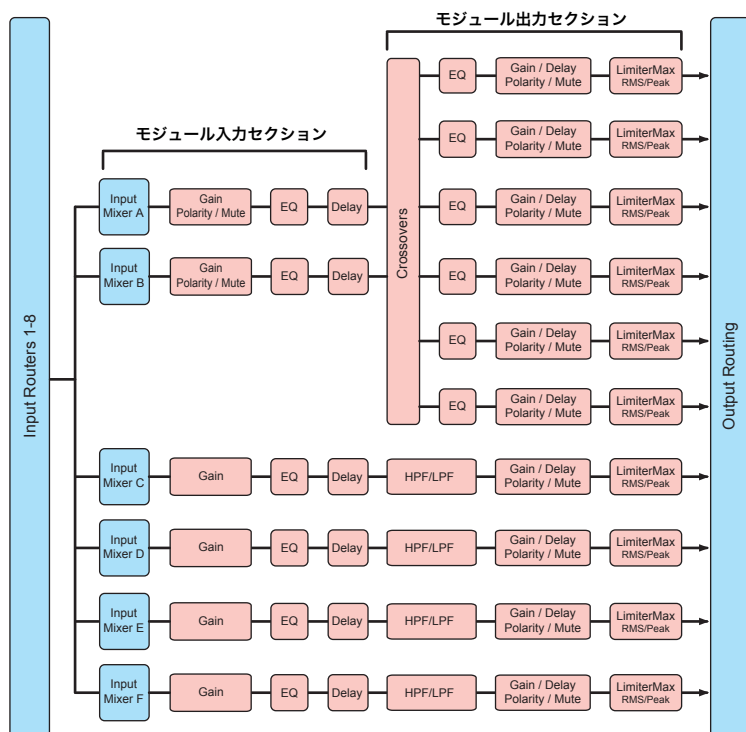 モジュール出力セクション
EQ
Gain / Delay
Polarity / Mute
LimiterMax
RMS/Peak
モジュール入力セクション
EQ
Gain / Delay
Polarity / Mute
LimiterMax
RMS/Peak
Input
Mixer A
Gain
Polarity / Mute
EQ
Delay
EQ
Gain / Delay
Polarity / Mute
LimiterMax
RMS/Peak
Input
Mixer B
Gain
Polarity / Mute
EQ
Delay
Crossovers
EQ
Gain / Delay
Polarity / Mute
LimiterMax
RMS/Peak
EQ
Gain / Delay
Polarity / Mute
LimiterMax
RMS/Peak
EQ
Gain / Delay
Polarity / Mute
LimiterMax
RMS/Peak
Input Routers 1-8
Output Routing
Input
Mixer C
Gain
EQ
Delay
HPF/LPF
Gain / Delay
Polarity / Mute
LimiterMax
RMS/Peak
Input
Mixer D
Gain
EQ
Delay
HPF/LPF
Gain / Delay
Polarity / Mute
LimiterMax
RMS/Peak
Input
Mixer E
Gain
EQ
Delay
HPF/LPF
Gain / Delay
Polarity / Mute
LimiterMax
RMS/Peak
Input
Mixer F
Gain
EQ
Delay
HPF/LPF
Gain / Delay
Polarity / Mute
LimiterMax
RMS/Peak